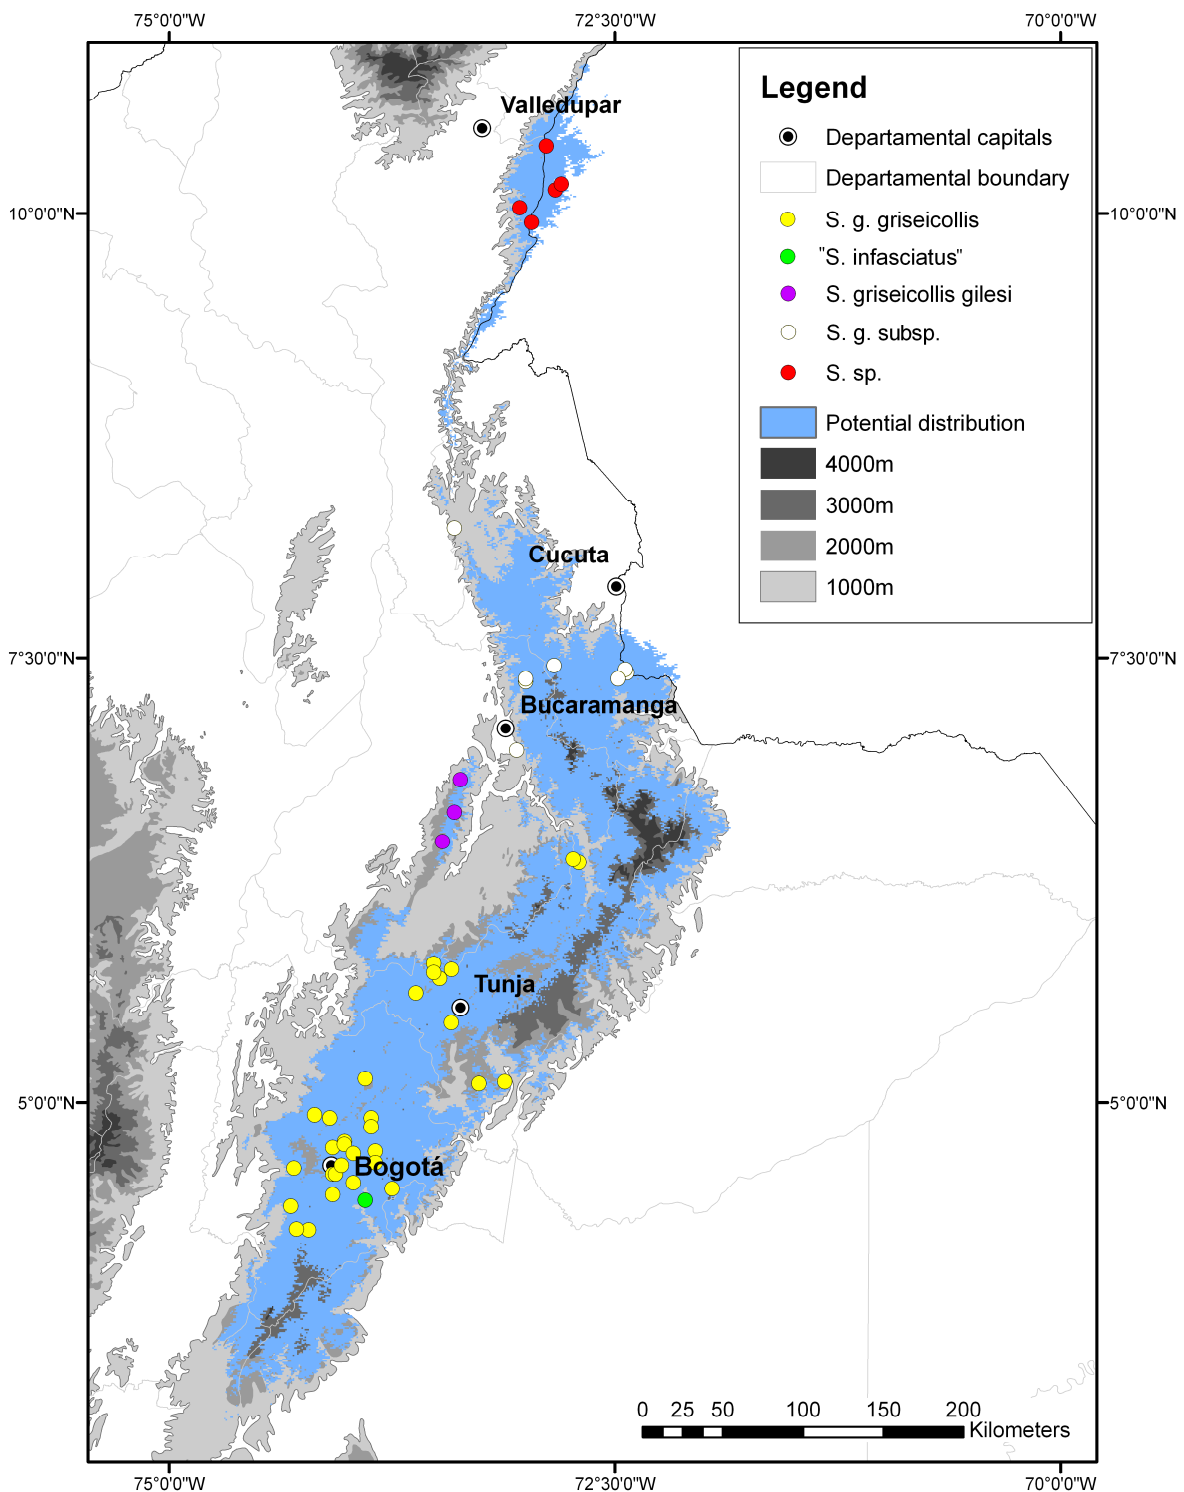 75°0'0"W
72°30'0"W
70°0'0"W
Legend
Departamental capitals
Departamental boundary
S. g. griseicollis
"S. infasciatus"
S. griseicollis gilesi
S. g. subsp.
S. sp.
Potential distribution
4000m
3000m
2000m
1000m
Valledupar
10°0'0"N
10°0'0"N
Cucuta
7°30'0"N
7°30'0"N
Bucaramanga
Tunja
5°0'0"N
5°0'0"N
Bogotá
0 25 50 100 150 200
Kilometers
75°0'0"W
72°30'0"W
70°0'0"W